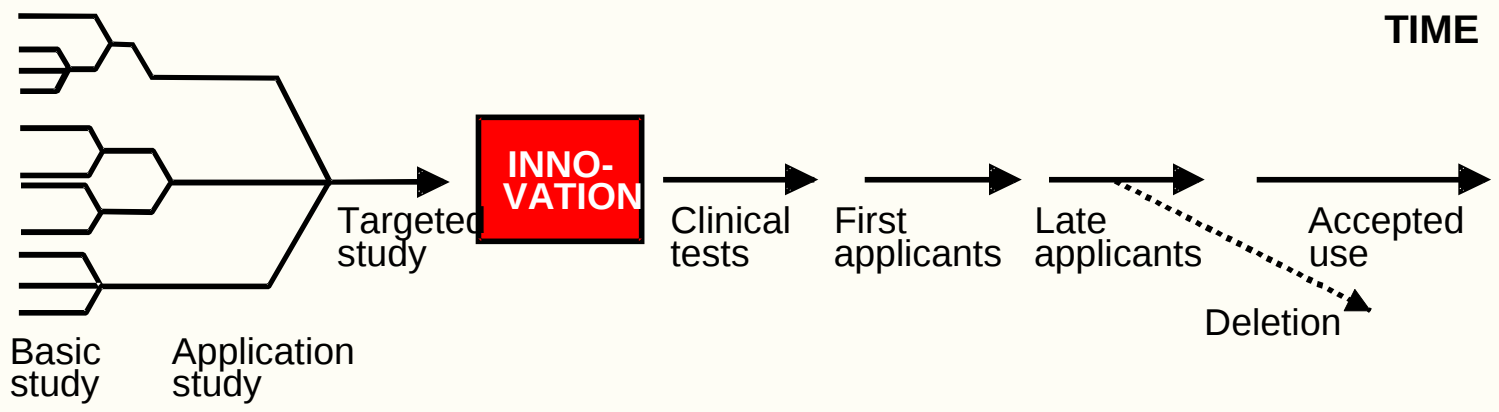 TIME
INNO-
VATION
Targeted
study
Clinical
tests
First
applicants
Late
applicants
Accepted
use
Deletion
Basic
study
Application
study